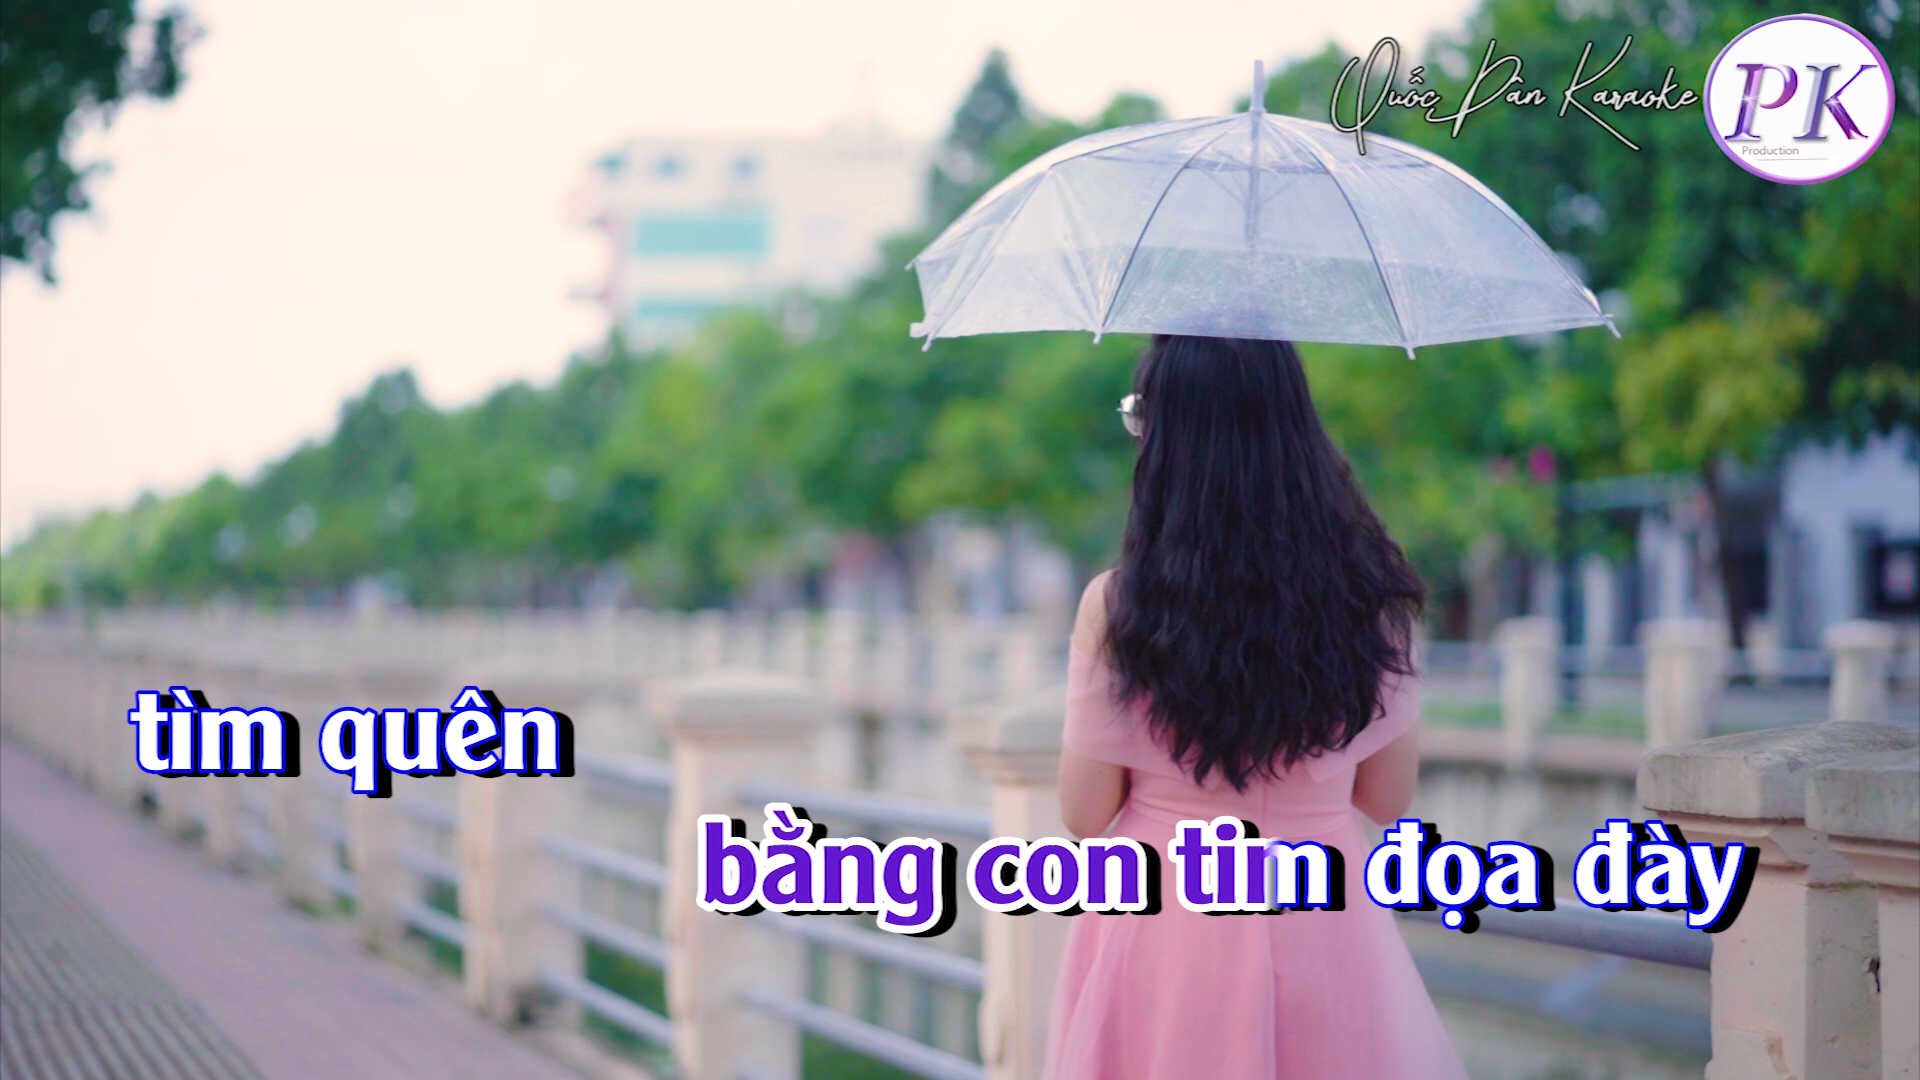 Quốc Dân Karaoke
PK
Production
tìm quên
bằng con tim đọa đày